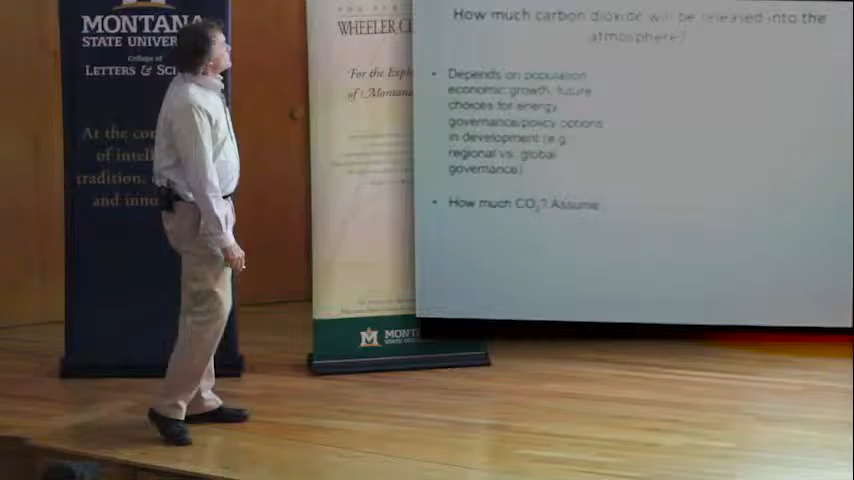 MONTANA
STATE UNIVER
College of
LETTERS & SCI
At the co
of intell
tradition,
and inno
WHEELER C
For the Expl
of Montana
M MONT
How much carbon dioxide will be released into the
atmosphere?
• Depends on population
economic growth, future
choices for energy
governance/policy options
in development (e.g.
regional vs. global
governance)
• How much CO₂? Assume